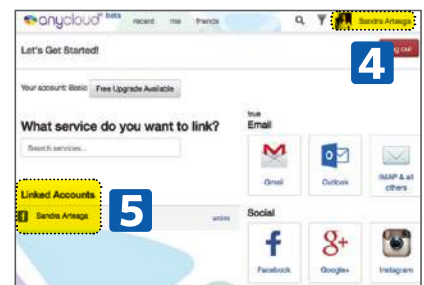 anycloud beta recent me friends Sandra Arteaga
Let's Get Started!
4
Your account: Basic Free Upgrade Available
What service do you want to link?
true
Email
Search services...
Gmail Outlook IMAP & all others
Linked Accounts
Sandra Arteaga 5 unlink
Social
Facebook Google+ Instagram